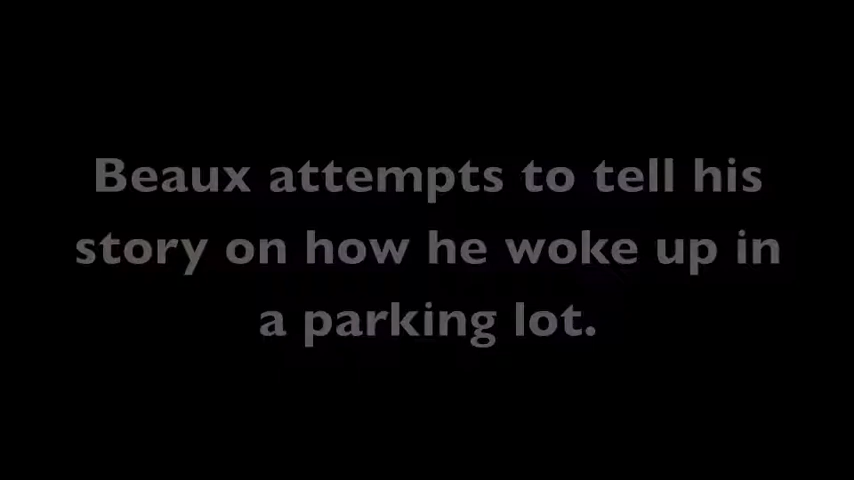 Beaux attempts to tell his
story on how he woke up in
a parking lot.